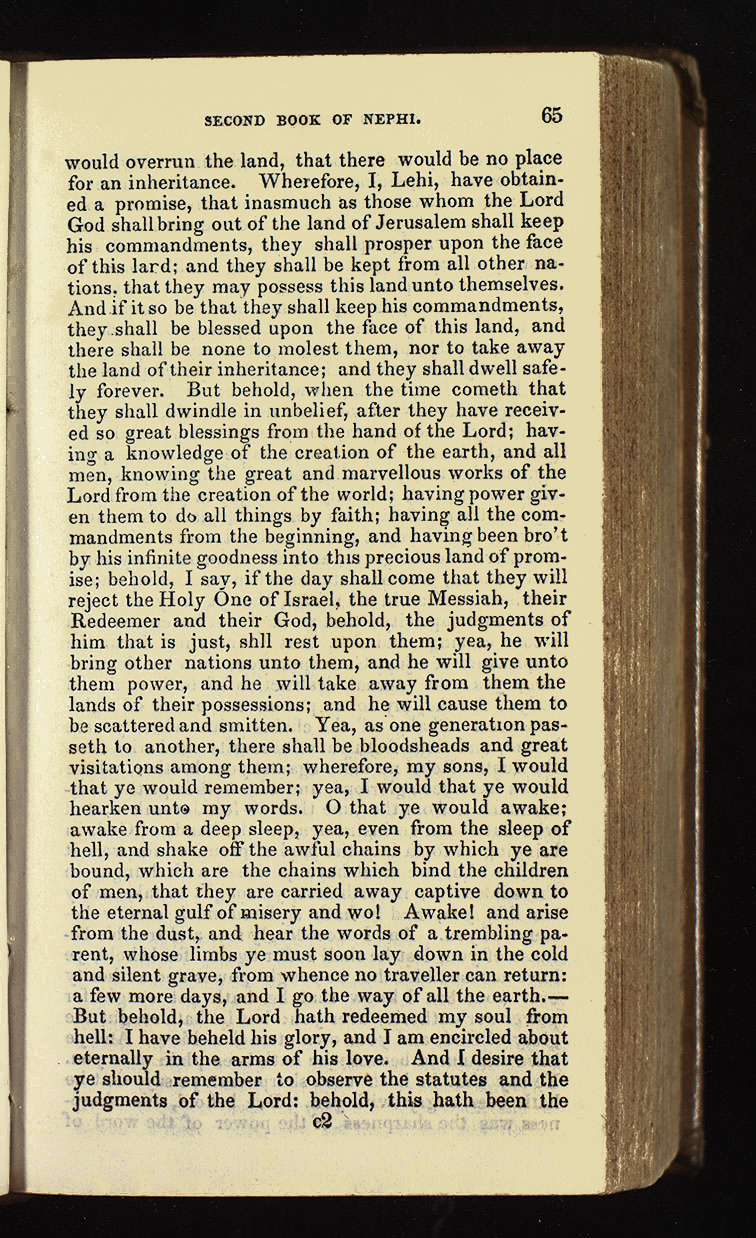 SECOND BOOK OF NEPHI. 65
would overrun the land, that there would be no place
for an inheritance. Wherefore, I, Lehi, have obtain-
ed a promise, that inasmuch as those whom the Lord
God shall bring out of the land of Jerusalem shall keep
his commandments, they shall prosper upon the face
of this lard; and they shall be kept from all other na-
tions, that they may possess this land unto themselves.
And if it so be that they shall keep his commandments,
they shall be blessed upon the face of this land, and
there shall be none to molest them, nor to take away
the land of their inheritance; and they shall dwell safe-
ly forever. But behold, when the time cometh that
they shall dwindle in unbelief, after they have receiv-
ed so great blessings from the hand of the Lord; hav-
ing a knowledge of the creation of the earth, and all
men, knowing the great and marvellous works of the
Lord from the creation of the world; having power giv-
en them to do all things by faith; having all the com-
mandments from the beginning, and having been bro't
by his infinite goodness into this precious land of prom-
ise; behold, I say, if the day shall come that they will
reject the Holy One of Israel, the true Messiah, their
Redeemer and their God, behold, the judgments of
him that is just, shll rest upon them; yea, he will
bring other nations unto them, and he will give unto
them power, and he will take away from them the
lands of their possessions; and he will cause them to
be scattered and smitten. Yea, as one generation pas-
seth to another, there shall be bloodsheads and great
visitations among them; wherefore, my sons, I would
that ye would remember; yea, I would that ye would
hearken unto my words. O that ye would awake;
awake from a deep sleep, yea, even from the sleep of
hell, and shake off the awful chains by which ye are
bound, which are the chains which bind the children
of men, that they are carried away captive down to
the eternal gulf of misery and wo! Awake! and arise
from the dust, and hear the words of a trembling pa-
rent, whose limbs ye must soon lay down in the cold
and silent grave, from whence no traveller can return:
a few more days, and I go the way of all the earth.—
But behold, the Lord hath redeemed my soul from
hell: I have beheld his glory, and I am encircled about
eternally in the arms of his love. And I desire that
ye should remember to observe the statutes and the
judgments of the Lord: behold, this hath been the
c2